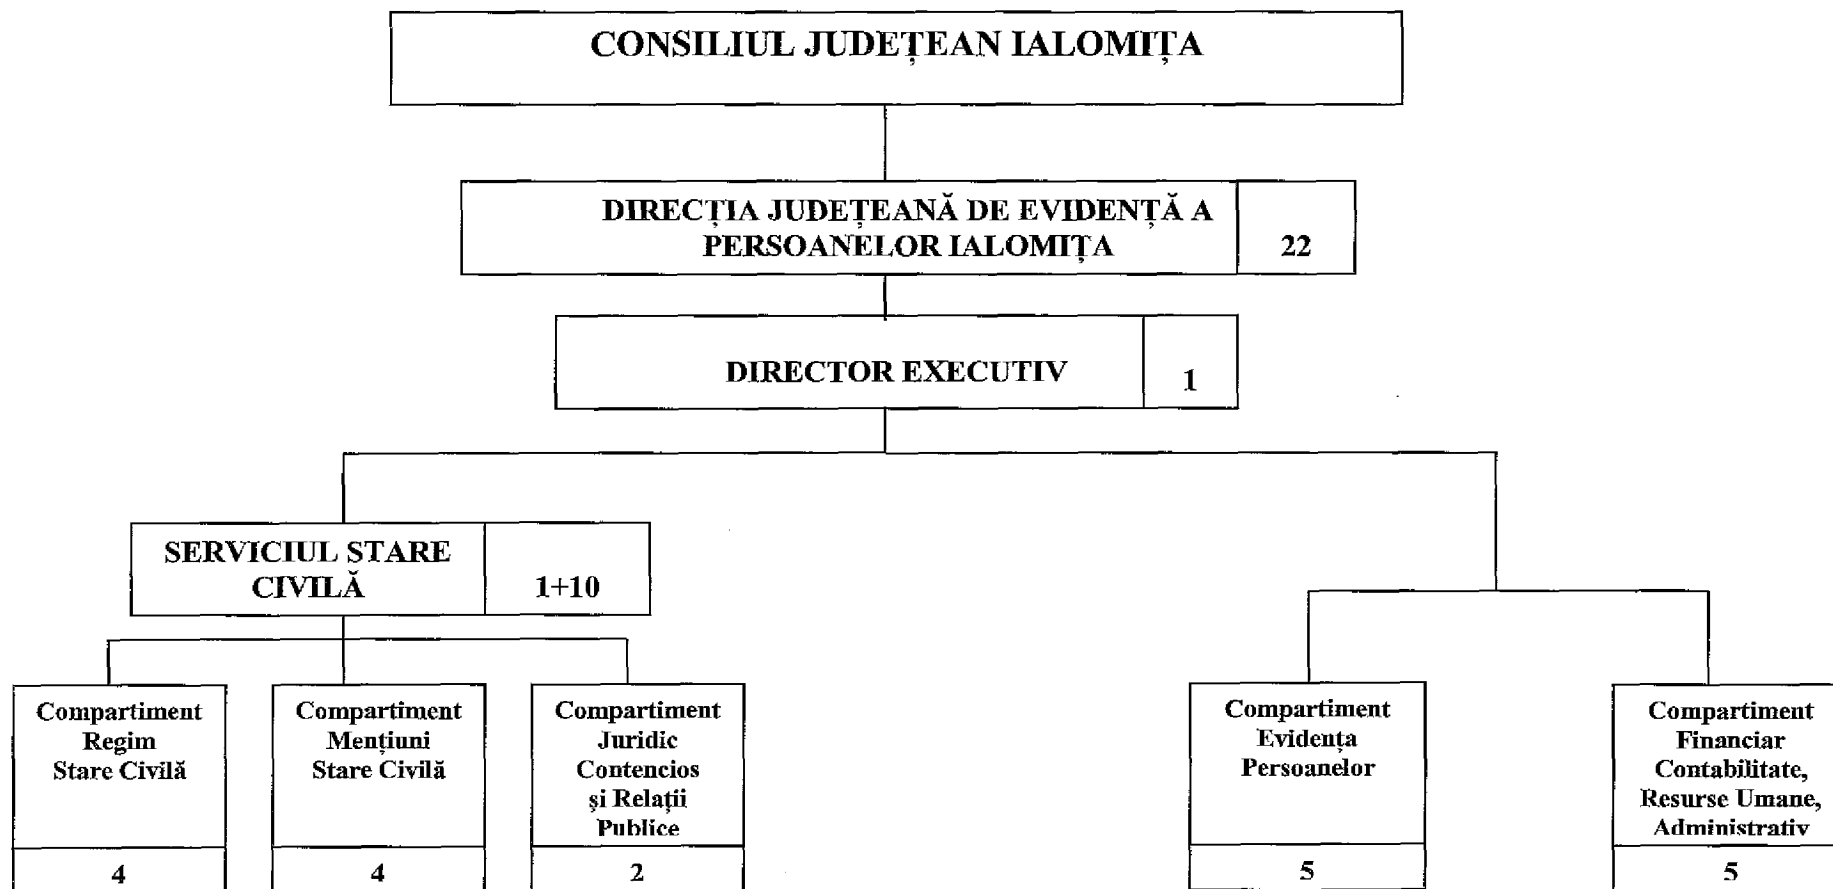 CONSILIUL JUDEȚEAN IALOMIȚA
DIRECȚIA JUDEȚEANĂ DE EVIDENȚĂ A
PERSOANELOR IALOMIȚA
22
DIRECTOR EXECUTIV
1
SERVICIUL STARE
CIVILĂ
1+10
Compartiment
Regim
Stare Civilă
4
Compartiment
Mențiuni
Stare Civilă
4
Compartiment
Juridic
Contencios
și Relații
Publice
2
Compartiment
Evidența
Persoanelor
5
Compartiment
Financiar
Contabilitate,
Resurse Umane,
Administrativ
5